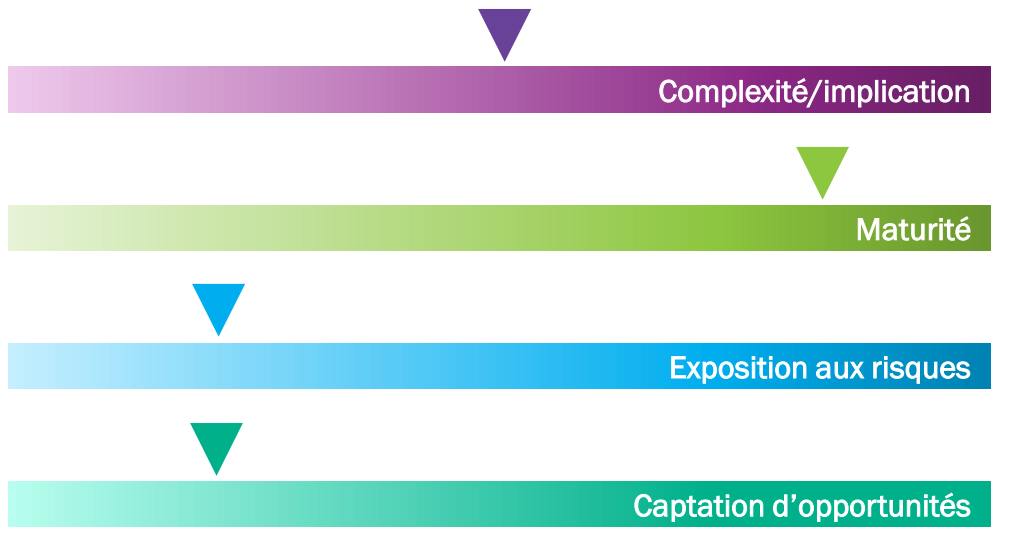 Complexité/implication
Maturité
Exposition aux risques
Captation d’opportunités